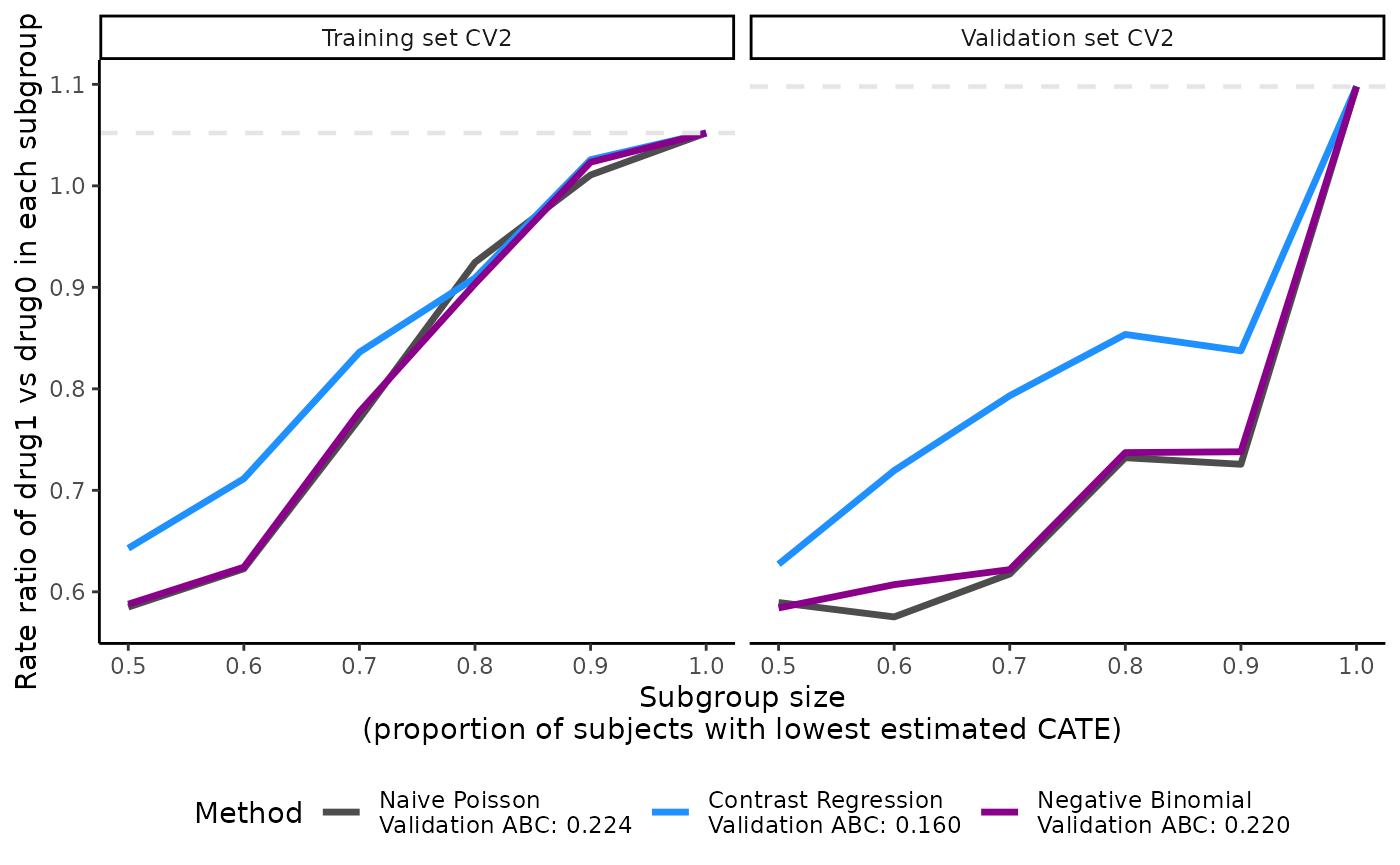 Training set CV2
Validation set CV2
Rate ratio of drug1 vs drug0 in each subgroup
1.1
1.0
0.9
0.8
0.7
0.6
0.5 0.6 0.7 0.8 0.9 1.0
0.5 0.6 0.7 0.8 0.9 1.0
Subgroup size
(proportion of subjects with lowest estimated CATE)
Method
Naive Poisson
Validation ABC: 0.224
Contrast Regression
Validation ABC: 0.160
Negative Binomial
Validation ABC: 0.220